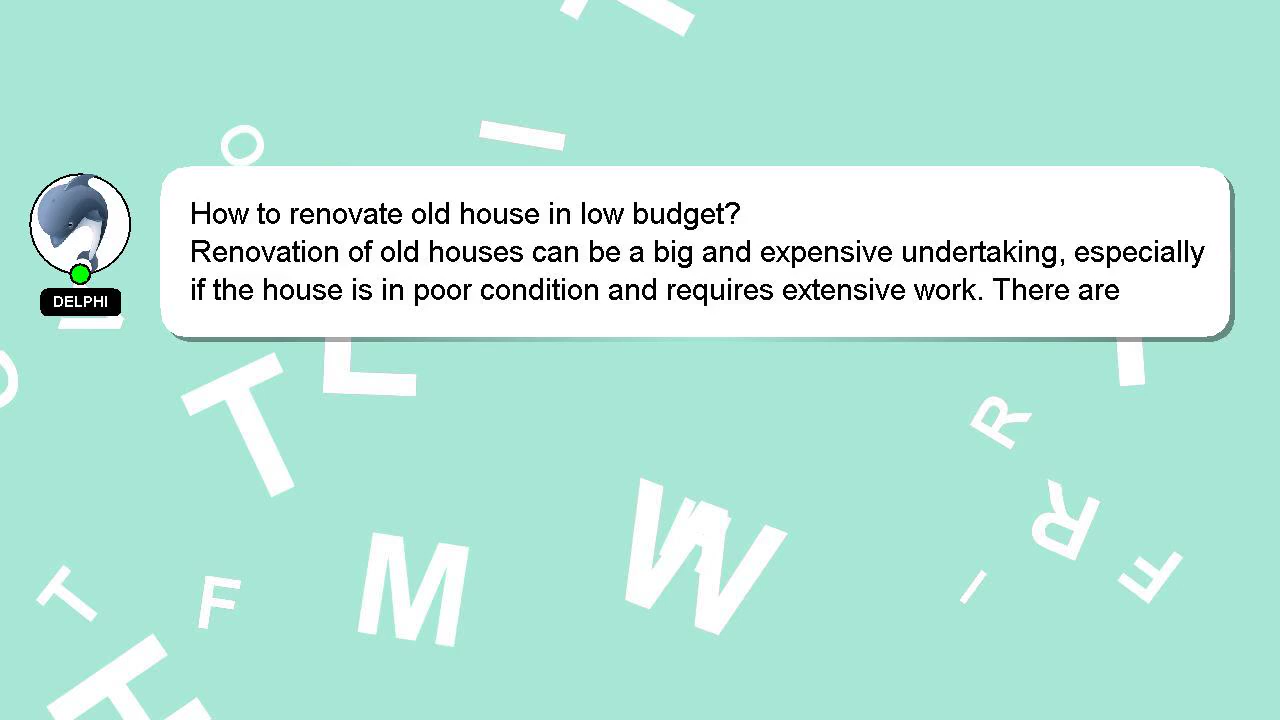 How to renovate old house in low budget?
Renovation of old houses can be a big and expensive undertaking, especially
if the house is in poor condition and requires extensive work. There are
DELPHI
O
I
T
L
R
R
F
I
T
F
M
W
H